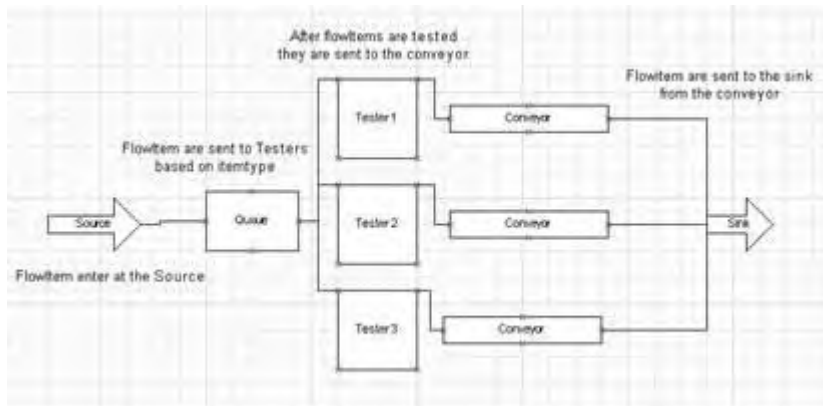 After flowItems are tested
they are sent to the conveyor
FlowItem are sent to the sink
from the conveyor
Tester1
Conveyor
FlowItem are sent to Testers
based on itemtype
Source
Queue
Tester2
Conveyor
Sink
FlowItem enter at the Source
Tester3
Conveyor